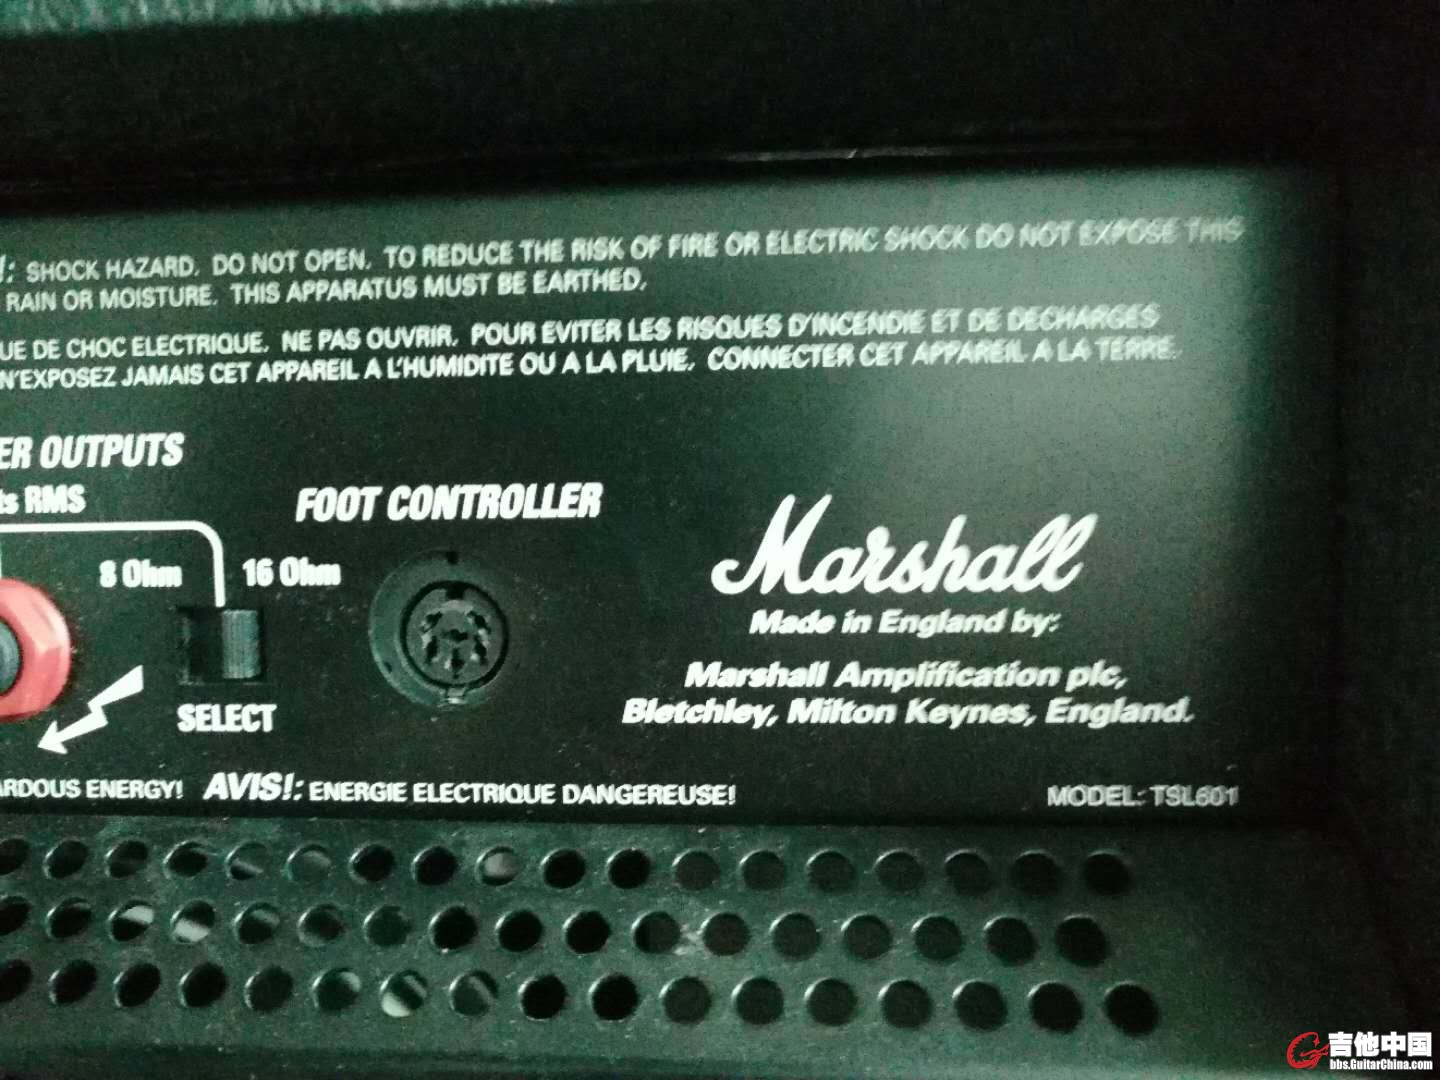 !: SHOCK HAZARD. DO NOT OPEN. TO REDUCE THE RISK OF FIRE OR ELECTRIC SHOCK DO NOT EXPOSE THIS
RAIN OR MOISTURE. THIS APPARATUS MUST BE EARTHED.
UE DE CHOC ELECTRIQUE. NE PAS OUVRIR. POUR EVITER LES RISQUES D'INCENDIE ET DE DECHARGES
N'EXPOSEZ JAMAIS CET APPAREIL A L'HUMIDITE OU A LA PLUIE. CONNECTER CET APPAREIL A LA TERRE.
ER OUTPUTS
ts RMS
8 Ohm
16 Ohm
SELECT
FOOT CONTROLLER
Marshall
Made in England by:
Marshall Amplification plc,
Bletchley, Milton Keynes, England.
ARDOUS ENERGY! AVIS!: ENERGIE ELECTRIQUE DANGEREUSE!
MODEL: TSL601
吉他中国
bbs.GuitarChina.com